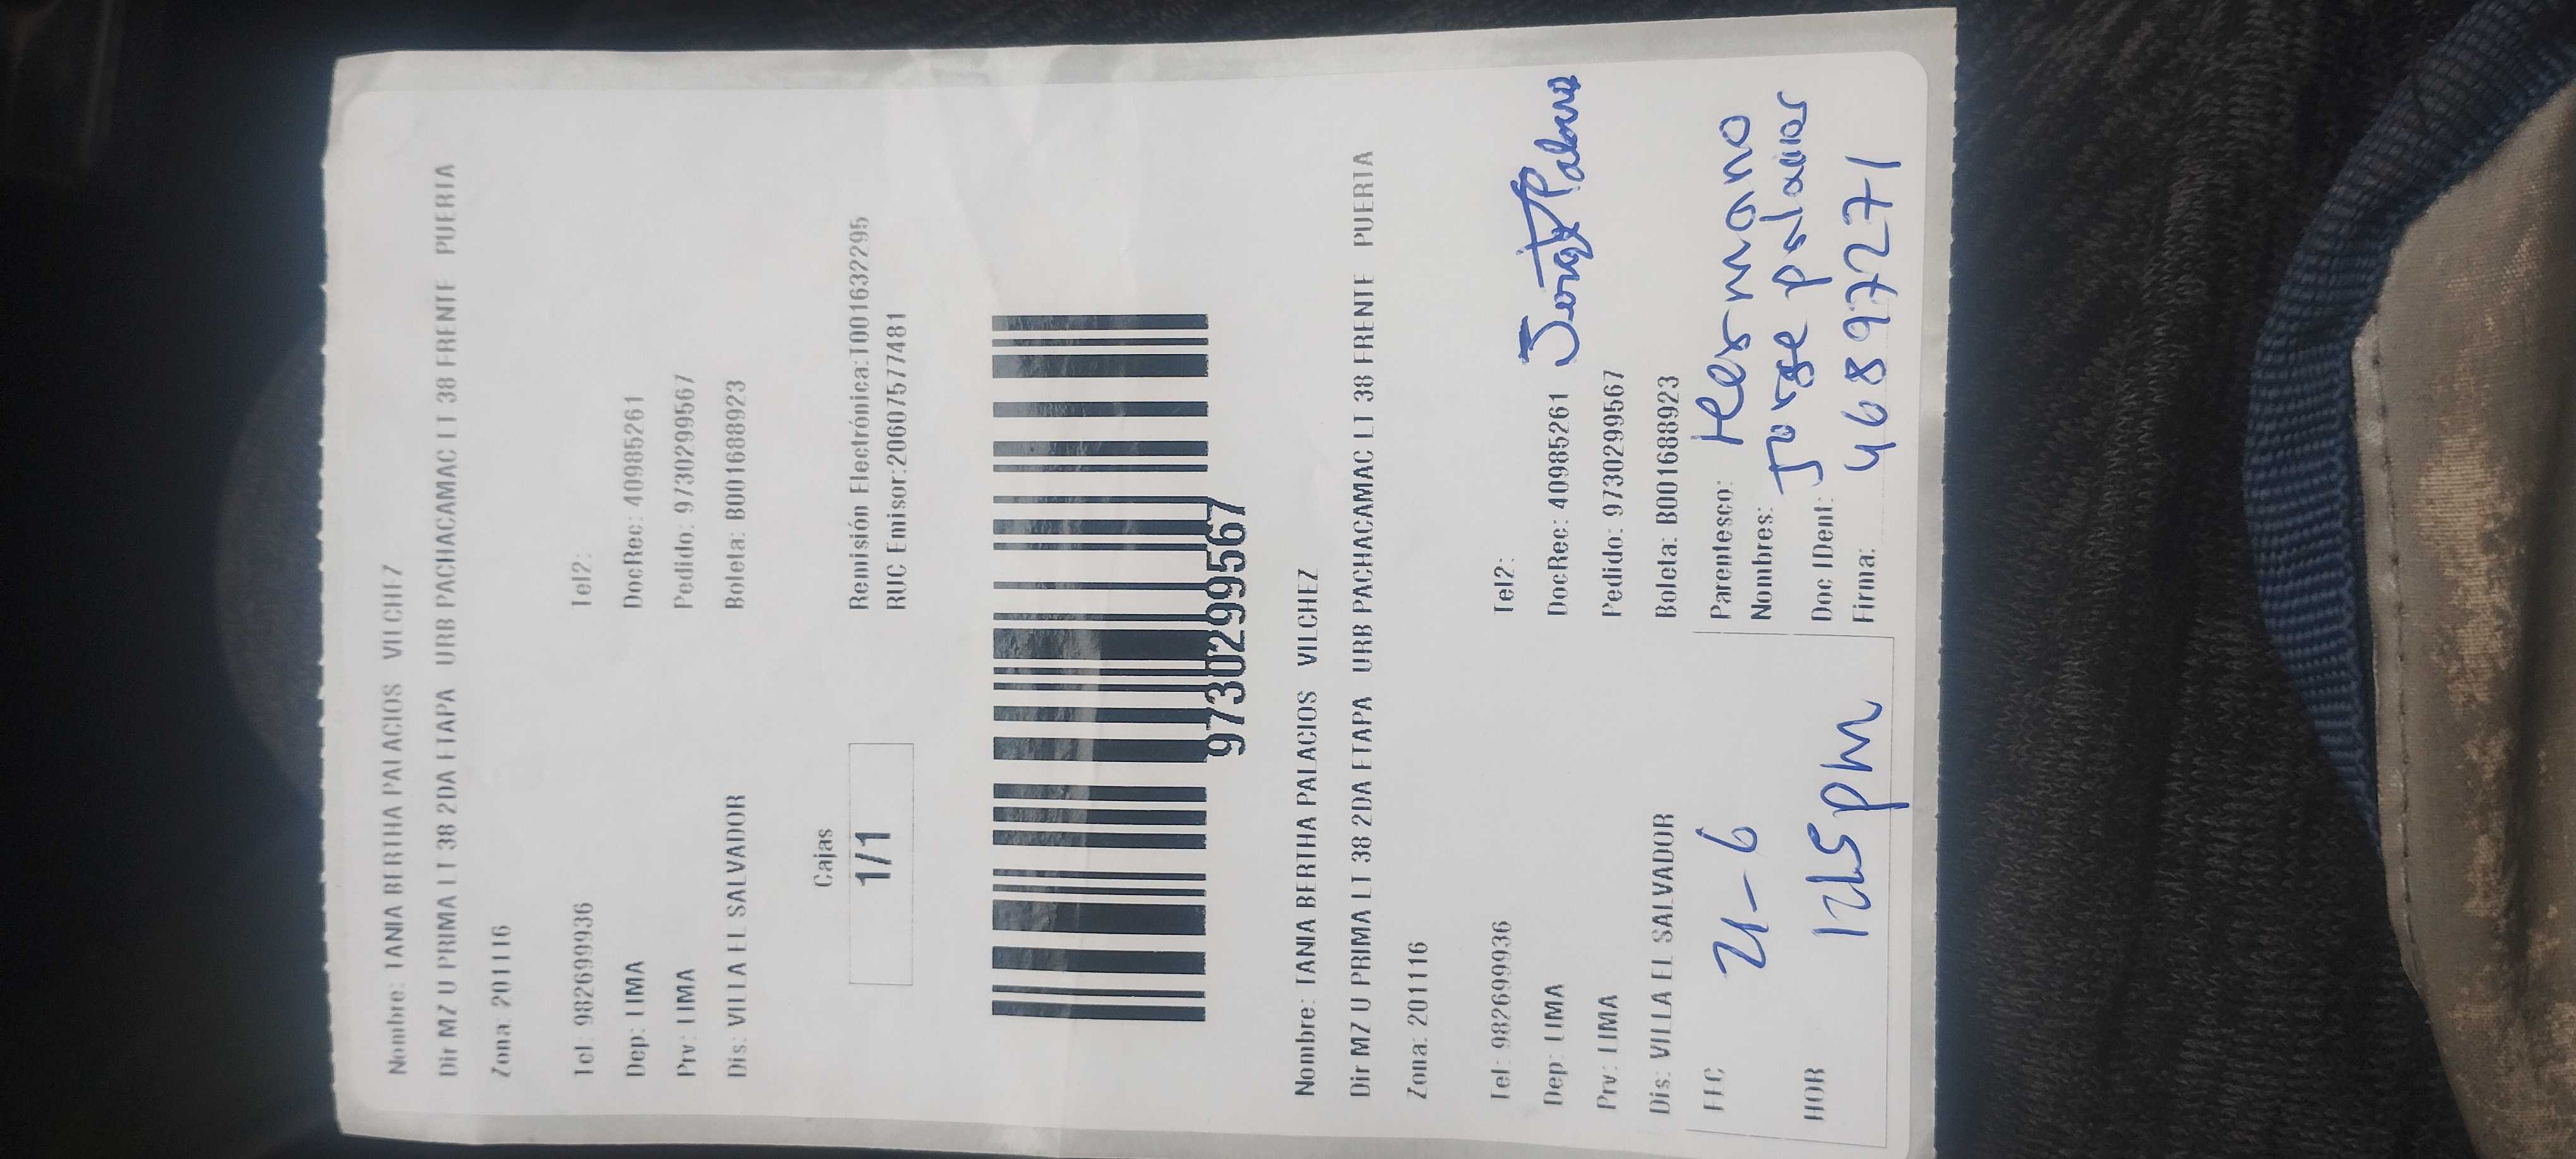 Nombre: TANIA BERTHA PALACIOS VILCHEZ
Dir MZ U PRIMA LT 38 2DA ETAPA URB PACHACAMAC LT 38 FRENTE PUERTA
Zona: 201116
Tel: 982699936 Tel2:
Dep: LIMA DocRec: 40985261
Prv: LIMA Pedido: 9730299567
Dis: VILLA EL SALVADOR Boleta: B001688923
Cajas
1/1
Remisión Electrónica:T001632295
RUC Emisor:20607577481
97302999567
Nombre: TANIA BERTHA PALACIOS VILCHEZ
Dir MZ U PRIMA LT 38 2DA ETAPA URB PACHACAMAC LT 38 FRENTE PUERTA
Zona: 201116
Tel: 982699936 Tel2:
Dep: LIMA DocRec: 40985261
Prv: LIMA Pedido: 97302999567
Dis: VILLA EL SALVADOR Boleta: B001688923
FEC 21-6 Parentesco: Hermano
Nombres: Jorge palacios
HOR 1215pm Doc IDent: 46897271
Firma: